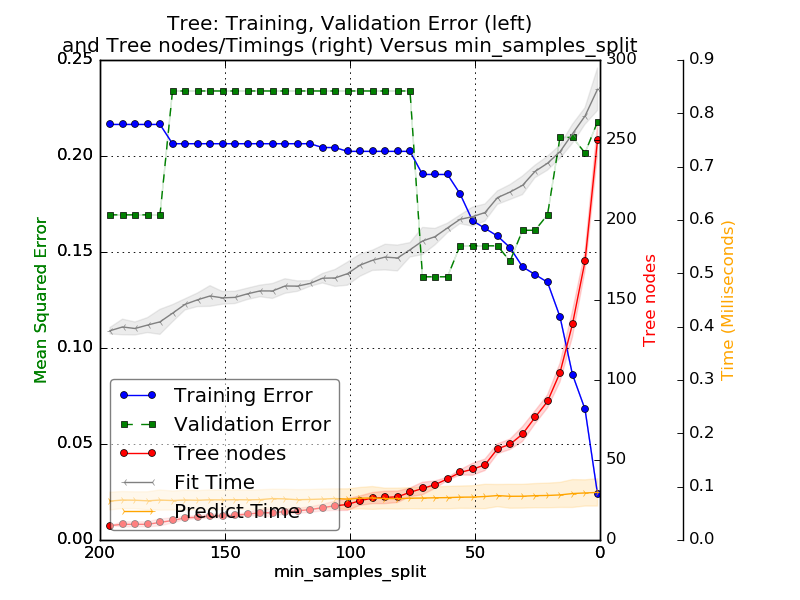 Tree: Training, Validation Error (left)
and Tree nodes/Timings (right) Versus min_samples_split
0.25
0.20
0.15
0.10
0.05
0.00
Mean Squared Error
200
150
100
50
0
min_samples_split
Training Error
Validation Error
Tree nodes
Fit Time
Predict Time
300
250
200
150
100
50
0
Tree nodes
0.9
0.8
0.7
0.6
0.5
0.4
0.3
0.2
0.1
0.0
Time (Milliseconds)